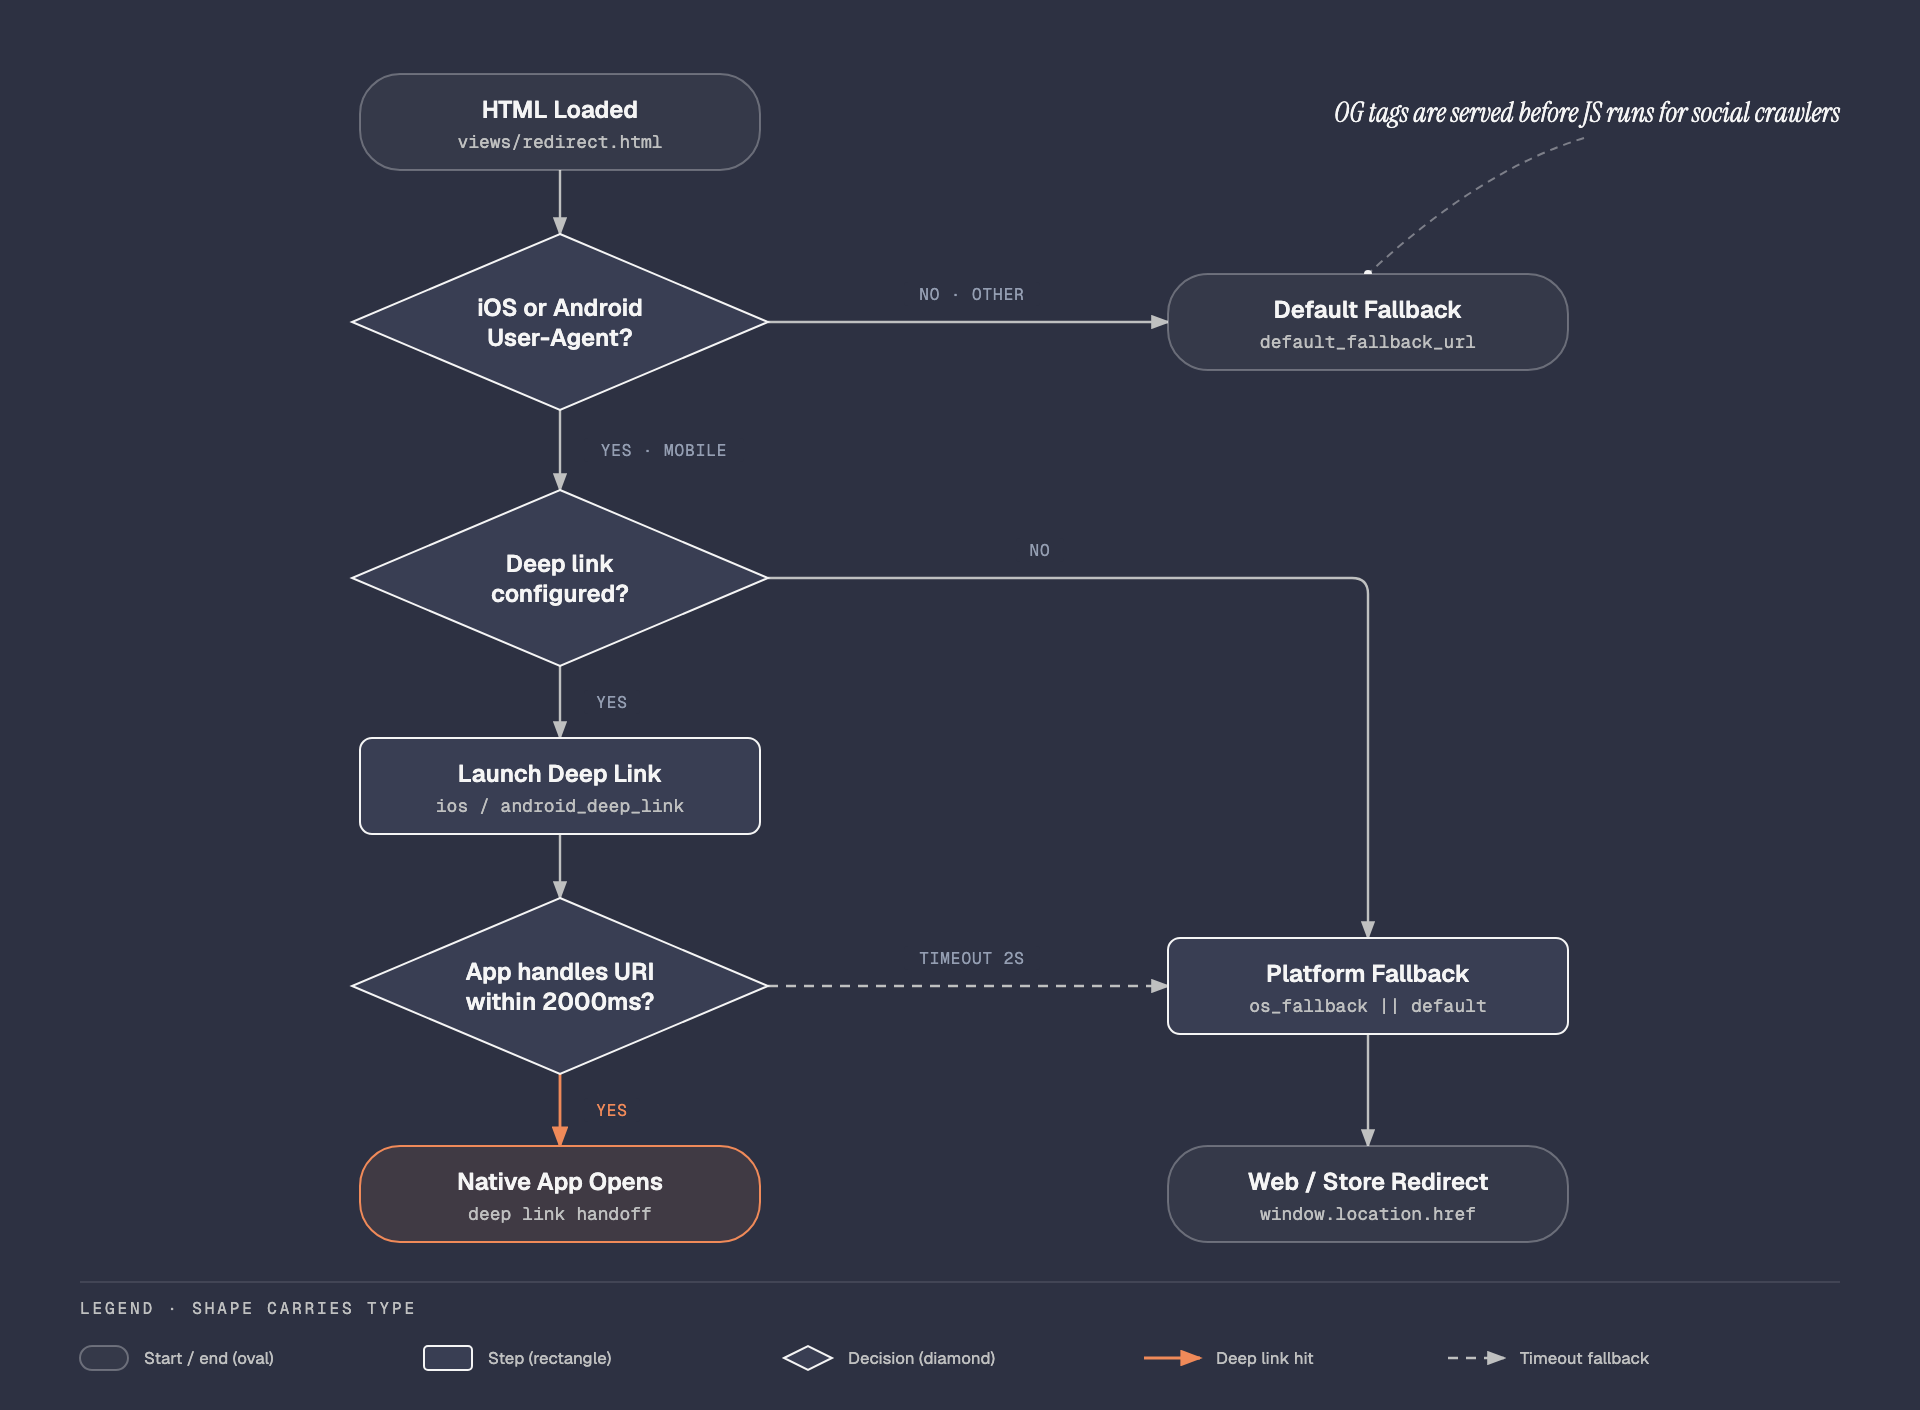 HTML Loaded
views/redirect.html
OG tags are served before JS runs for social crawlers
iOS or Android
User-Agent?
NO · OTHER
Default Fallback
default_fallback_url
YES · MOBILE
Deep link
configured?
NO
YES
Launch Deep Link
ios / android_deep_link
App handles URI
within 2000ms?
TIMEOUT 2S
Platform Fallback
os_fallback || default
YES
Native App Opens
deep link handoff
Web / Store Redirect
window.location.href
LEGEND · SHAPE CARRIES TYPE
Start / end (oval)
Step (rectangle)
Decision (diamond)
Deep link hit
Timeout fallback